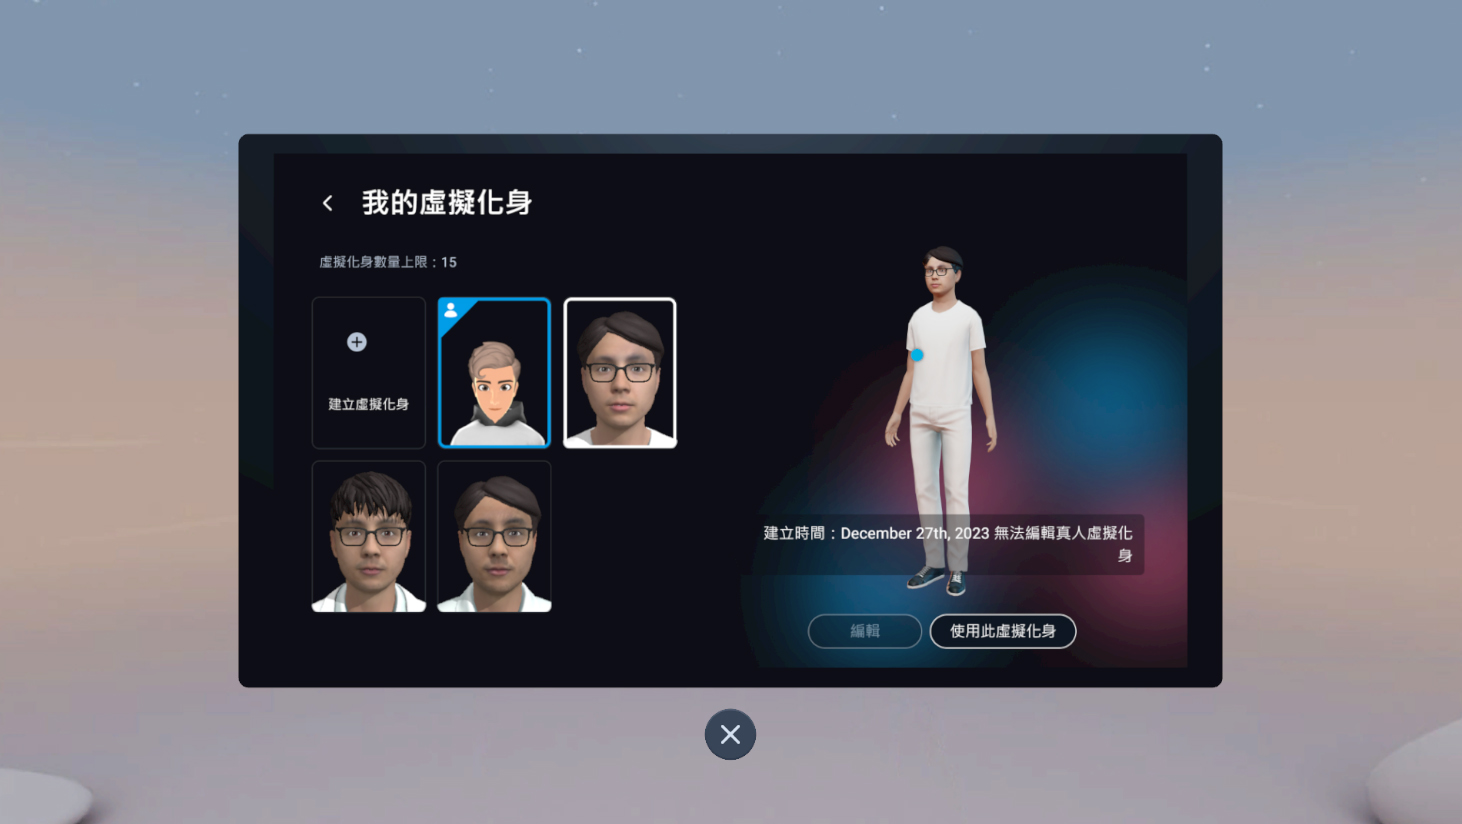 我的虛擬化身
虛擬化身數量上限：15
建立虛擬化身
建立時間：December 27th, 2023 無法編輯真人虛擬化
身
編輯
使用此虛擬化身